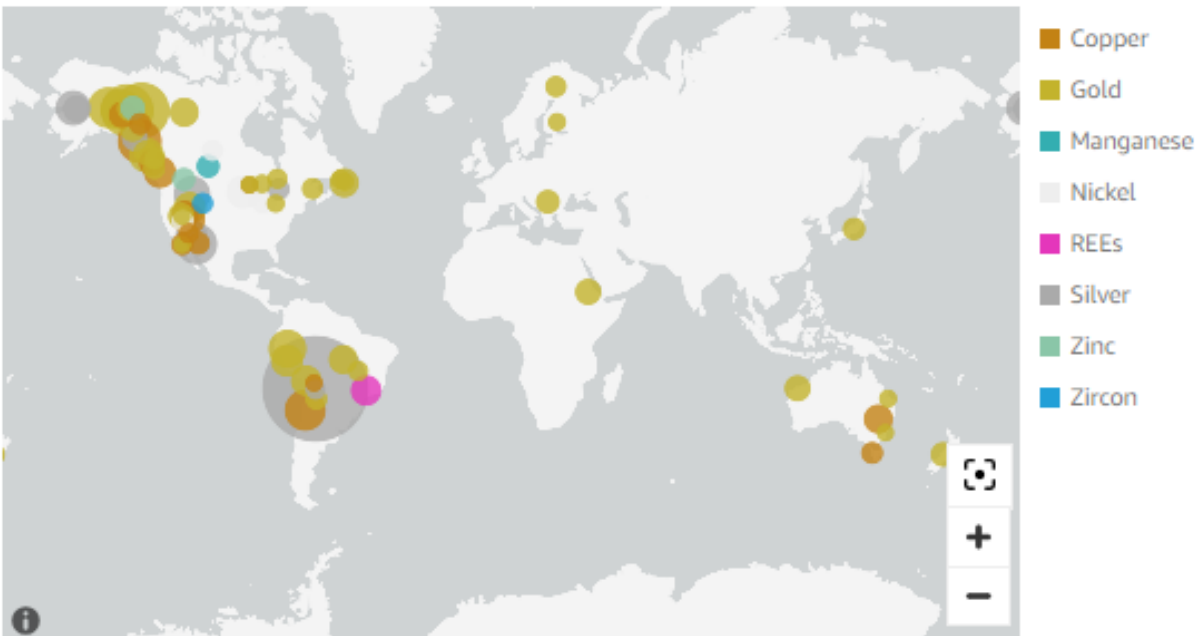 Copper
Gold
Manganese
Nickel
REEs
Silver
Zinc
Zircon